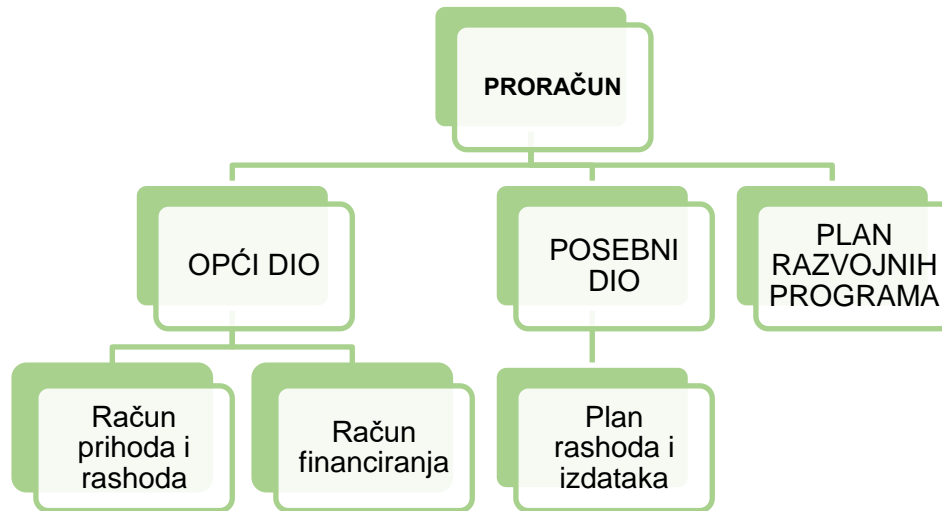 PRORAČUN
OPĆI DIO
POSEBNI
DIO
PLAN
RAZVOJNIH
PROGRAMA
Račun
prihoda i
rashoda
Račun
financiranja
Plan
rashoda i
izdataka